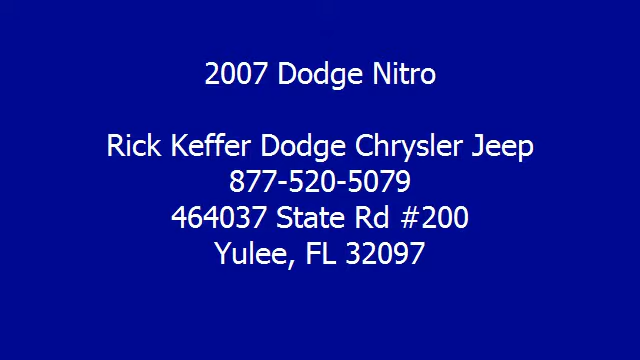 2007 Dodge Nitro
Rick Keffer Dodge Chrysler Jeep
877-520-5079
464037 State Rd #200
Yulee, FL 32097